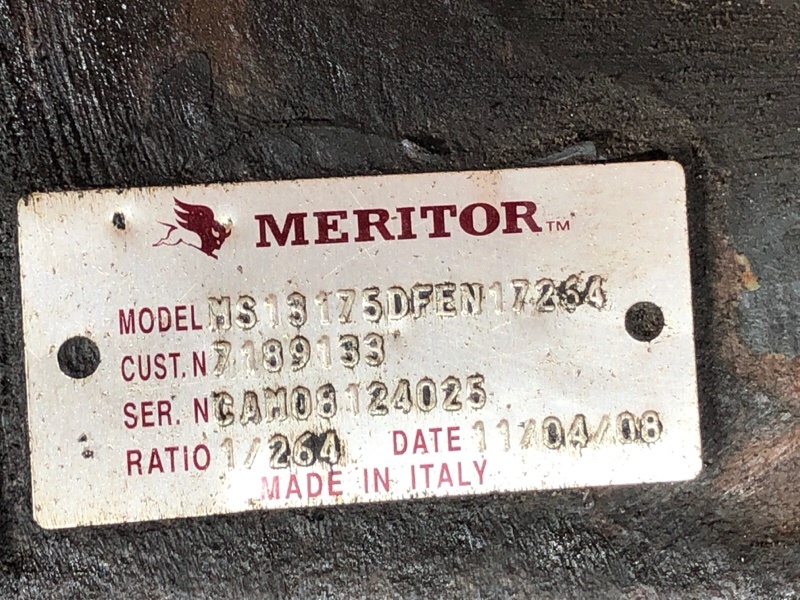 MERITOR™
MODEL MS13175DFEN17264
CUST.N 7189133
SER. N CAM08124025
RATIO 1/264 DATE 11/04/08
MADE IN ITALY